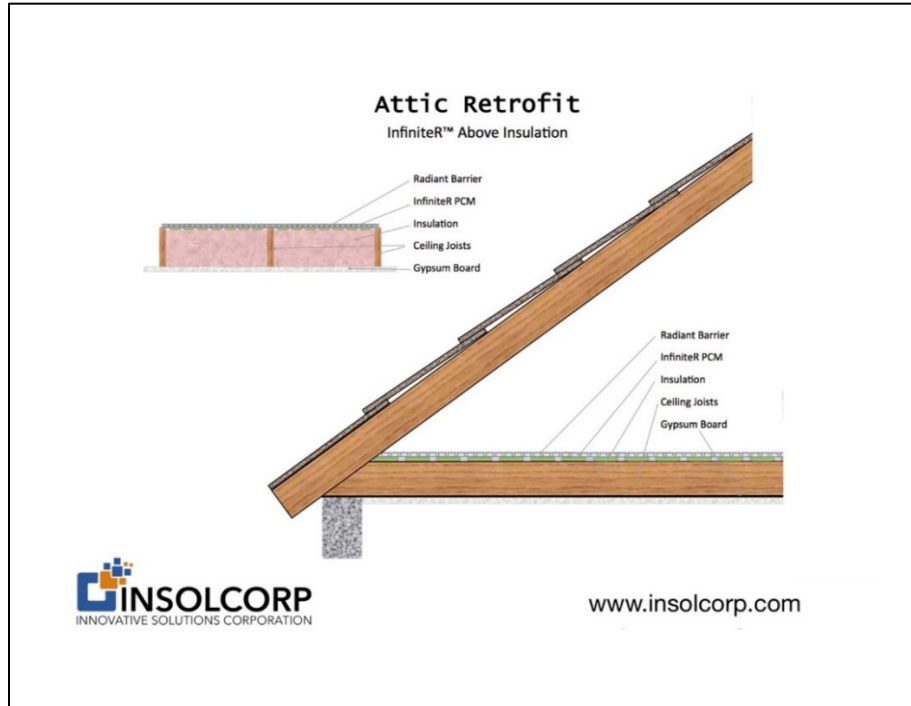 Attic Retrofit
InfiniteR™ Above Insulation
Radiant Barrier
InfiniteR PCM
Insulation
Ceiling Joists
Gypsum Board
Radiant Barrier
InfiniteR PCM
Insulation
Ceiling Joists
Gypsum Board
INSOLCORP
INNOVATIVE SOLUTIONS CORPORATION
www.insolcorp.com